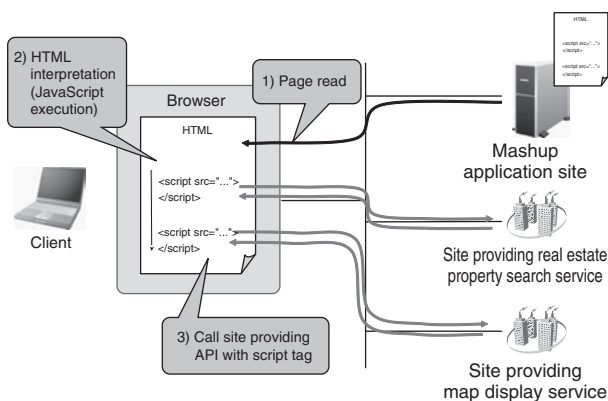 2) HTML
interpretation
(JavaScript
execution)
1) Page read
Browser
HTML
<script src="...">
</script>
<script src="...">
</script>
Client
3) Call site providing
API with script tag
HTML
<script src="...">
</script>
<script src="...">
</script>
Mashup
application site
Site providing real estate
property search service
Site providing
map display service